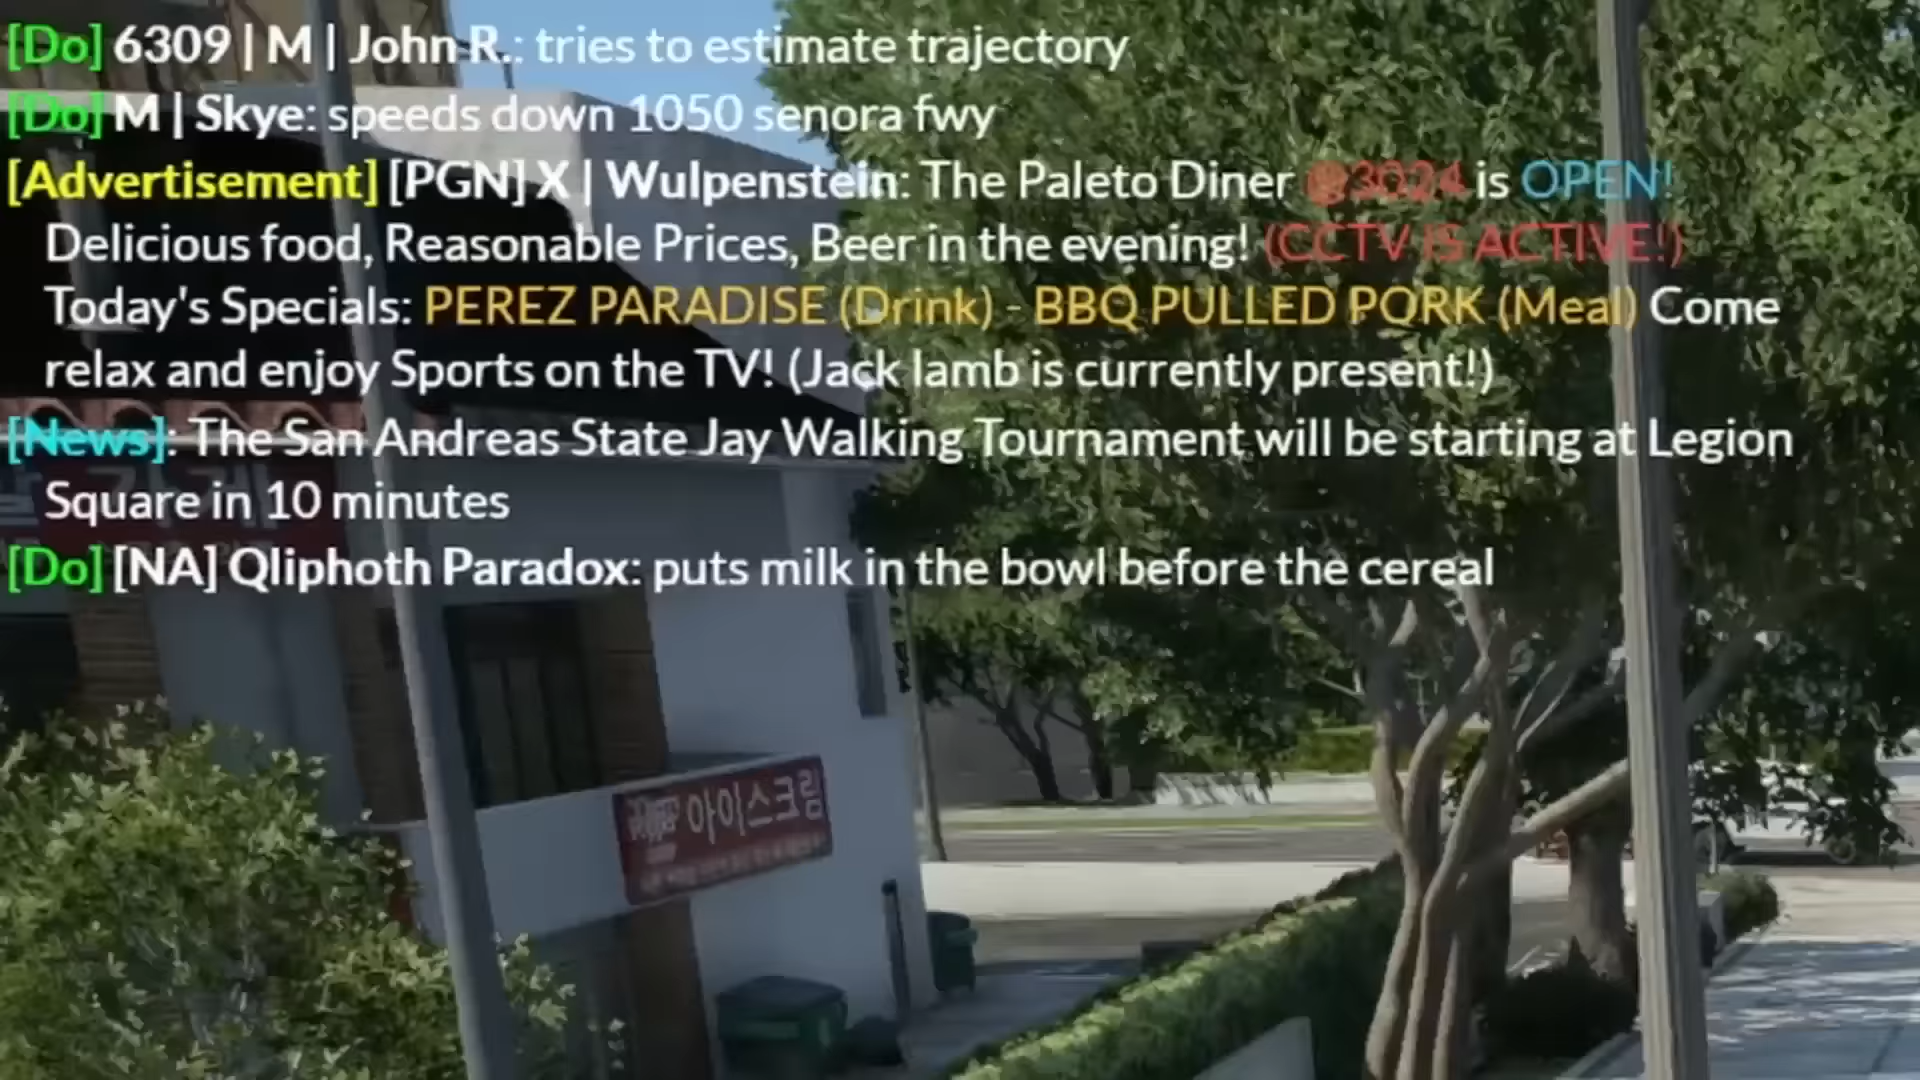 [Do] 6309 | M | John R.: tries to estimate trajectory
[Do] M | Skye: speeds down 1050 senora fwy
[Advertisement] [PGN] X | Wulpenstein: The Paleto Diner @3024 is OPEN!
Delicious food, Reasonable Prices, Beer in the evening! (CCTV IS ACTIVE!)
Today's Specials: PEREZ PARADISE (Drink) - BBQ PULLED PORK (Meal) Come
relax and enjoy Sports on the TV! (Jack lamb is currently present!)
[News]: The San Andreas State Jay Walking Tournament will be starting at Legion
Square in 10 minutes
[Do] [NA] Qliphoth Paradox: puts milk in the bowl before the cereal
아이스크림